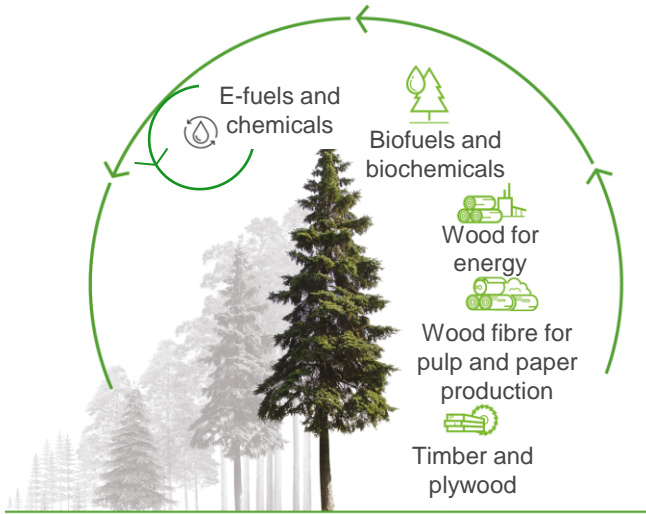 E-fuels and
chemicals
Biofuels and
biochemicals
Wood for
energy
Wood fibre for
pulp and paper
production
Timber and
plywood